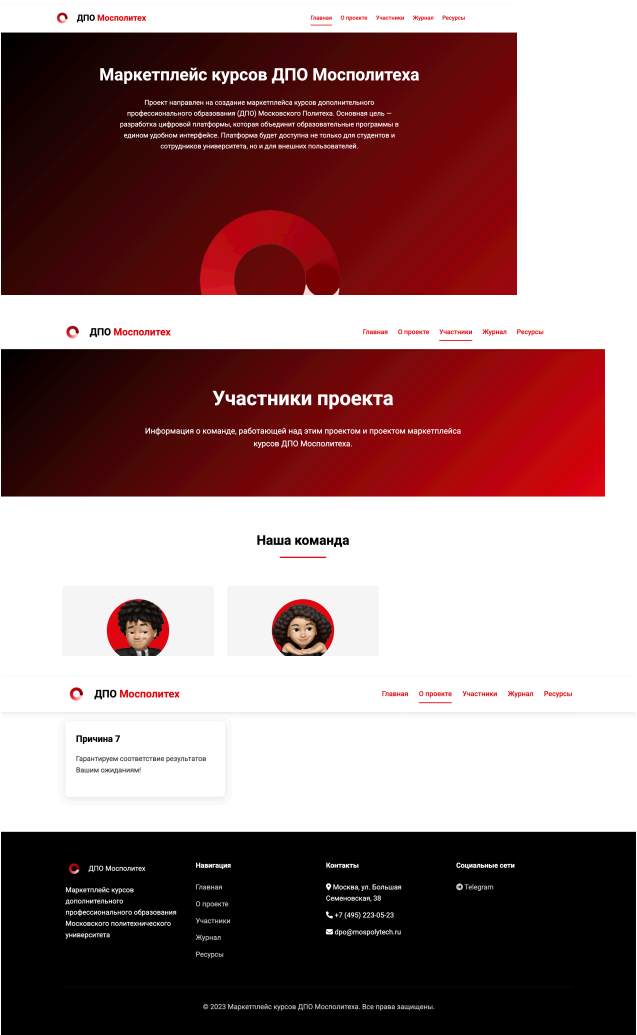 ДПО Мосполитех
Главная О проекте Участники Журнал Ресурсы
Маркетплейс курсов ДПО Мосполитеха
Проект направлен на создание маркетплейса курсов дополнительного
профессионального образования (ДПО) Московского Политеха. Основная цель —
разработка цифровой платформы, которая объединит образовательные программы в
едином удобном интерфейсе. Платформа будет доступна не только для студентов и
сотрудников университета, но и для внешних пользователей.
ДПО Мосполитех
Главная О проекте Участники Журнал Ресурсы
Участники проекта
Информация о команде, работающей над этим проектом и проектом маркетплейса
курсов ДПО Мосполитеха.
Наша команда
ДПО Мосполитех
Главная О проекте Участники Журнал Ресурсы
Причина 7
Гарантируем соответствие результатов
Вашим ожиданиям!
ДПО Мосполитех
Маркетплейс курсов
дополнительного
профессионального образования
Московского политехнического
университета
Навигация
Главная
О проекте
Участники
Журнал
Ресурсы
Контакты
Москва, ул. Большая
Семеновская, 38
+7 (495) 223-05-23
dpo@mospolytech.ru
Социальные сети
Telegram
© 2023 Маркетплейс курсов ДПО Мосполитеха. Все права защищены.